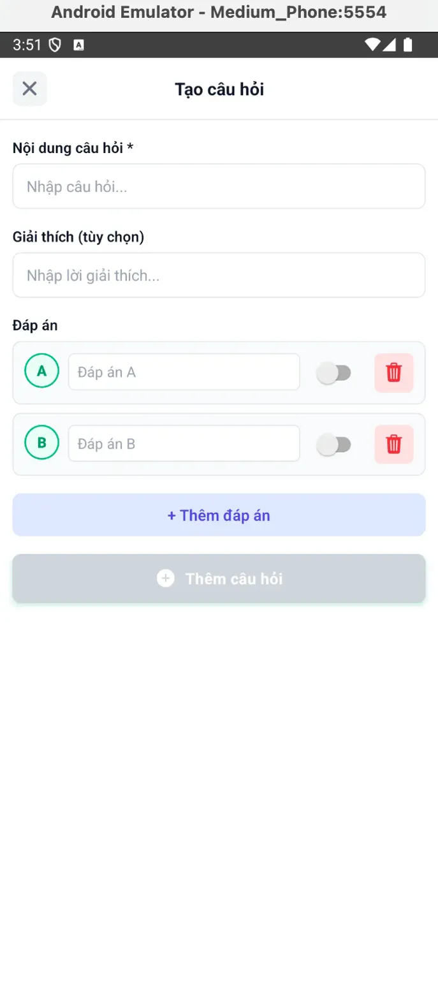 Android Emulator - Medium_Phone:5554
3:51 A
Tạo câu hỏi
Nội dung câu hỏi *
Nhập câu hỏi...
Giải thích (tùy chọn)
Nhập lời giải thích...
Đáp án
A Đáp án A
B Đáp án B
+ Thêm đáp án
Thêm câu hỏi